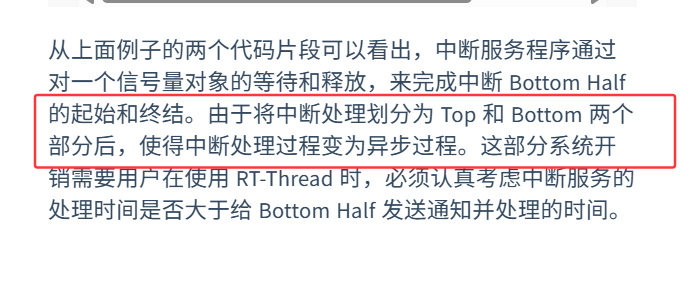 从上面例子的两个代码片段可以看出，中断服务程序通过
对一个信号量对象的等待和释放，来完成中断 Bottom Half
的起始和终结。由于将中断处理划分为 Top 和 Bottom 两个
部分后，使得中断处理过程变为异步过程。这部分系统开
销需要用户在使用 RT-Thread 时，必须认真考虑中断服务的
处理时间是否大于给 Bottom Half 发送通知并处理的时间。